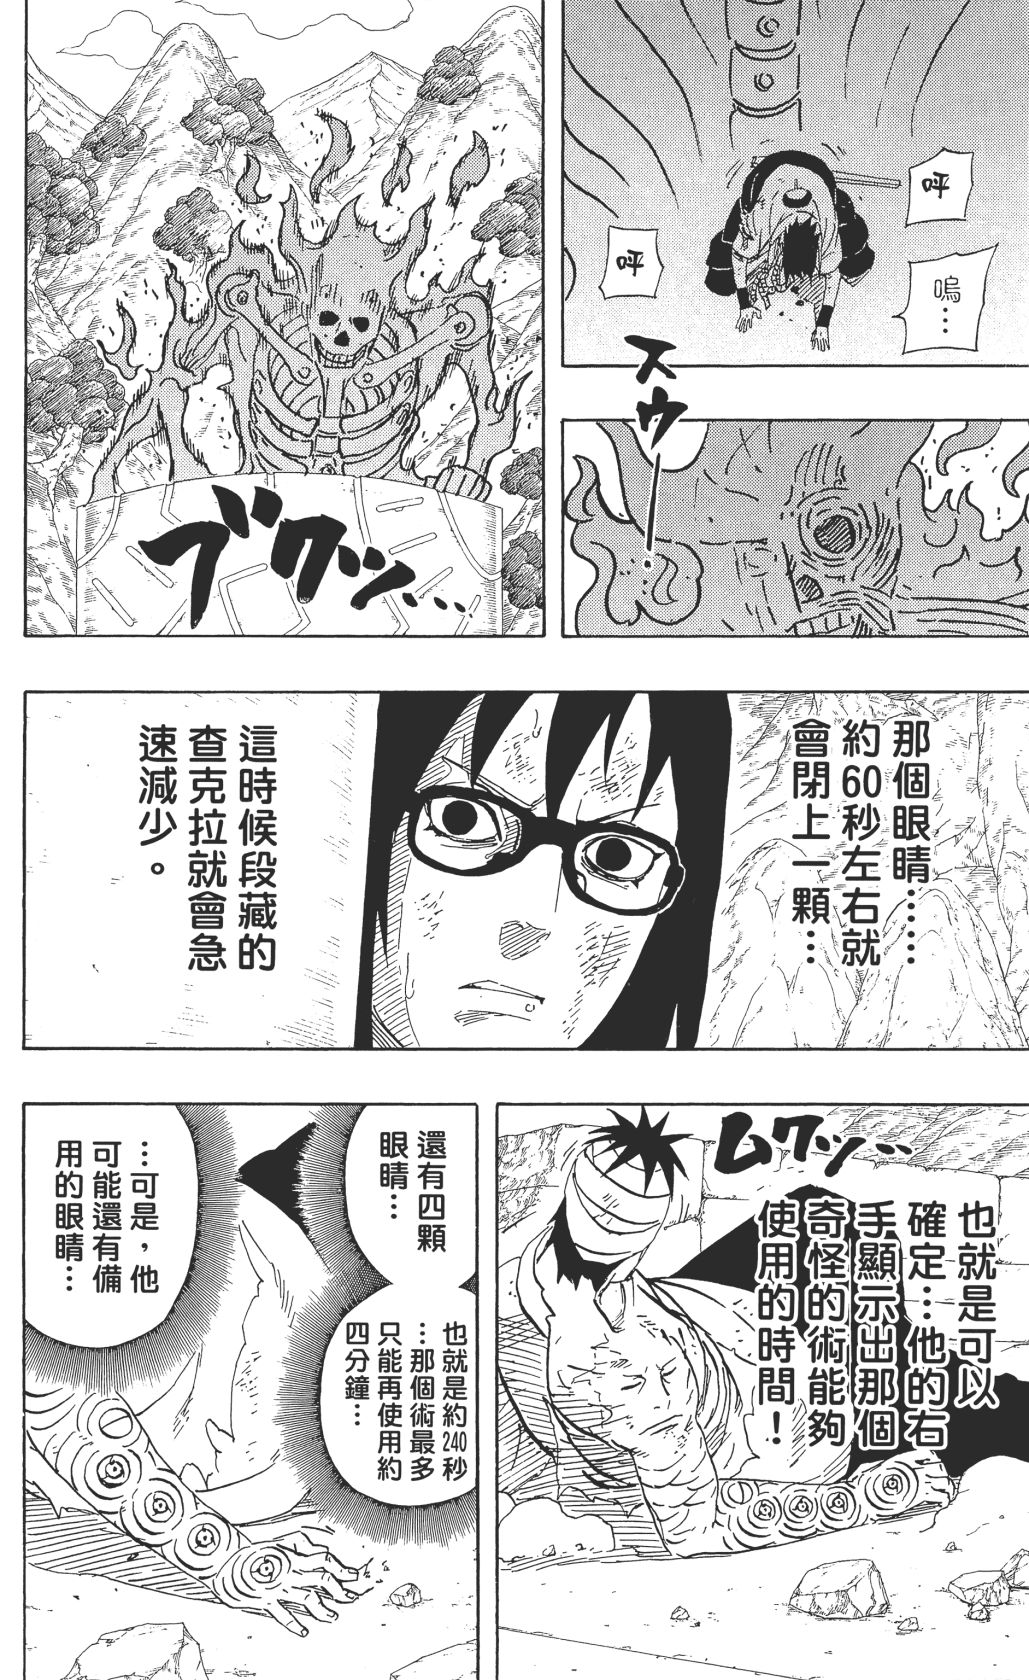 呼
嗚…
呼
スゥ…
ブクッ…
那個眼睛……
約60秒左右就
會閉上一顆…
這時候段藏的
查克拉就會急
速減少。
ムクッ…
也就是可以
確定…他的右
手顯示出那個
奇怪的術能夠
使用的時間！
還有四顆
眼睛…
也就是約240秒
…那個術最多
只能再使用約
四分鐘…
…可是，他
可能還有備
用的眼睛…